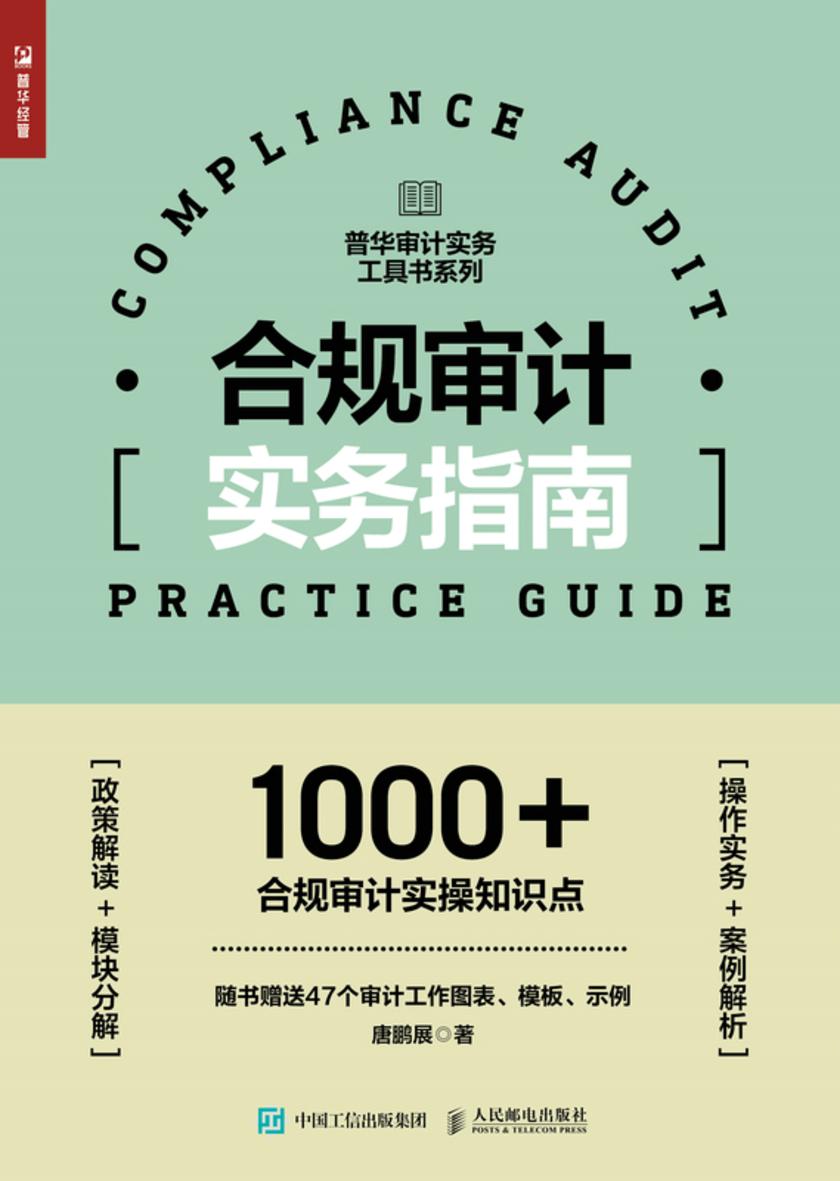 普华经管
COMPLIANCE AUDIT
普华审计实务
工具书系列
合规审计
[实务指南]
PRACTICE GUIDE
[政策解读+模块分解]
1000+
合规审计实操知识点
随书赠送47个审计工作图表、模板、示例
唐鹏展◎著
[操作实务+案例解析]
中国工信出版集团
人民邮电出版社
POSTS & TELECOM PRESS